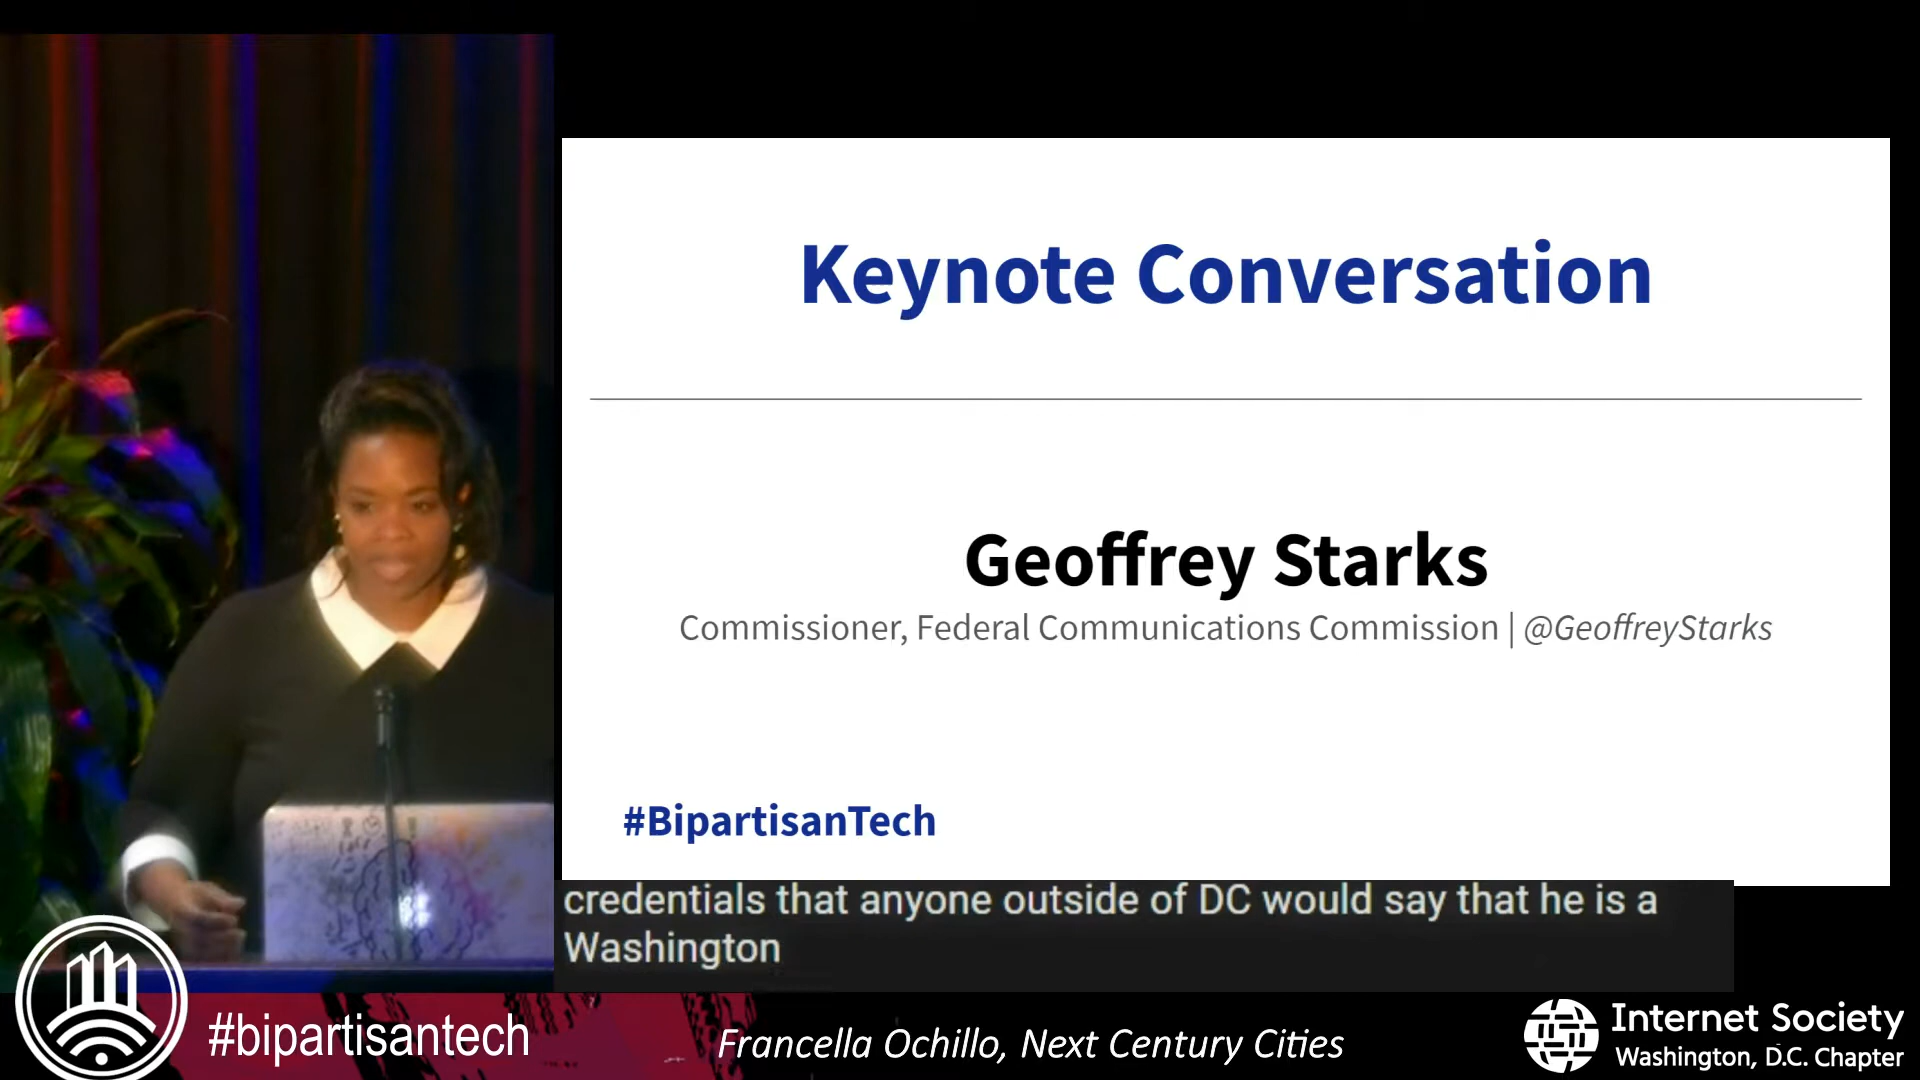 Keynote Conversation
Geoffrey Starks
Commissioner, Federal Communications Commission | @GeoffreyStarks
#BipartisanTech
credentials that anyone outside of DC would say that he is a
Washington
#bipartisantech
Francella Ochillo, Next Century Cities
Internet Society
Washington, D.C. Chapter